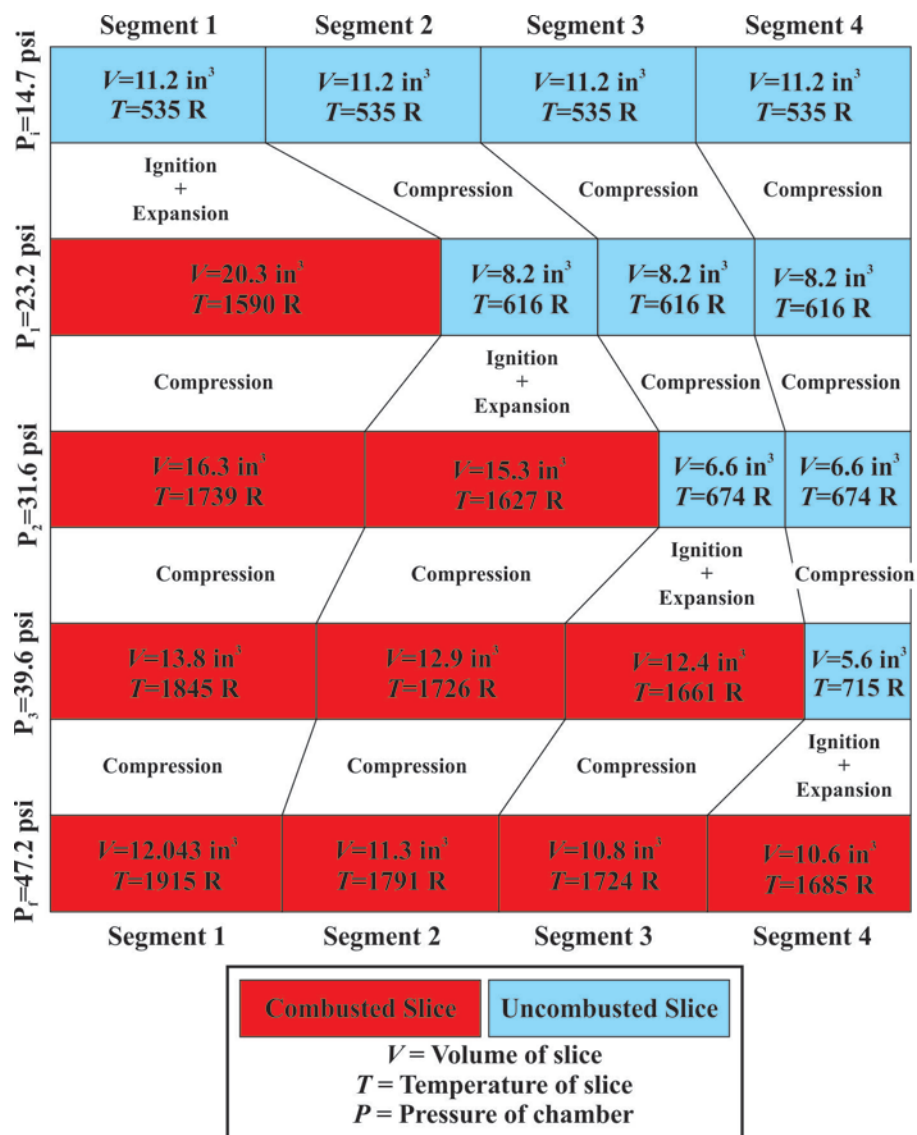 Segment 1 Segment 2 Segment 3 Segment 4
Pᵢ=14.7 psi
V=11.2 in³ V=11.2 in³ V=11.2 in³ V=11.2 in³
T=535 R T=535 R T=535 R T=535 R
Ignition
+
Expansion
Compression Compression Compression
P₁=23.2 psi
V=20.3 in³ V=8.2 in³ V=8.2 in³ V=8.2 in³
T=1590 R T=616 R T=616 R T=616 R
Compression
Ignition
+
Expansion
Compression Compression
P₂=31.6 psi
V=16.3 in³ V=15.3 in³ V=6.6 in³ V=6.6 in³
T=1739 R T=1627 R T=674 R T=674 R
Compression Compression
Ignition
+
Expansion
Compression
P₃=39.6 psi
V=13.8 in³ V=12.9 in³ V=12.4 in³ V=5.6 in³
T=1845 R T=1726 R T=1661 R T=715 R
Compression Compression Compression
Ignition
+
Expansion
P_f=47.2 psi
V=12.043 in³ V=11.3 in³ V=10.8 in³ V=10.6 in³
T=1915 R T=1791 R T=1724 R T=1685 R
Segment 1 Segment 2 Segment 3 Segment 4
Combusted Slice Uncombusted Slice
V = Volume of slice
T = Temperature of slice
P = Pressure of chamber